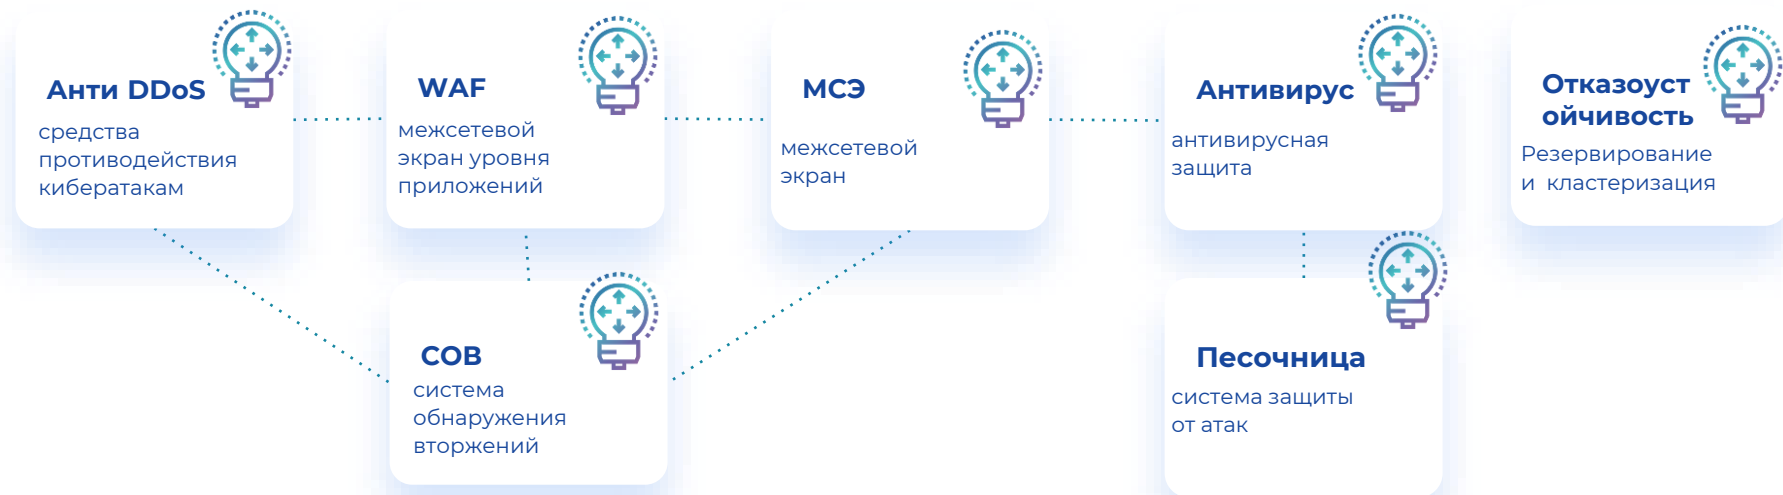 Анти DDoS
средства
противодействия
кибератакам
WAF
межсетевой
экран уровня
приложений
МСЭ
межсетевой
экран
Антивирус
антивирусная
защита
Отказоуст
ойчивость
Резервирование
и кластеризация
СОВ
система
обнаружения
вторжений
Песочница
система защиты
от атак